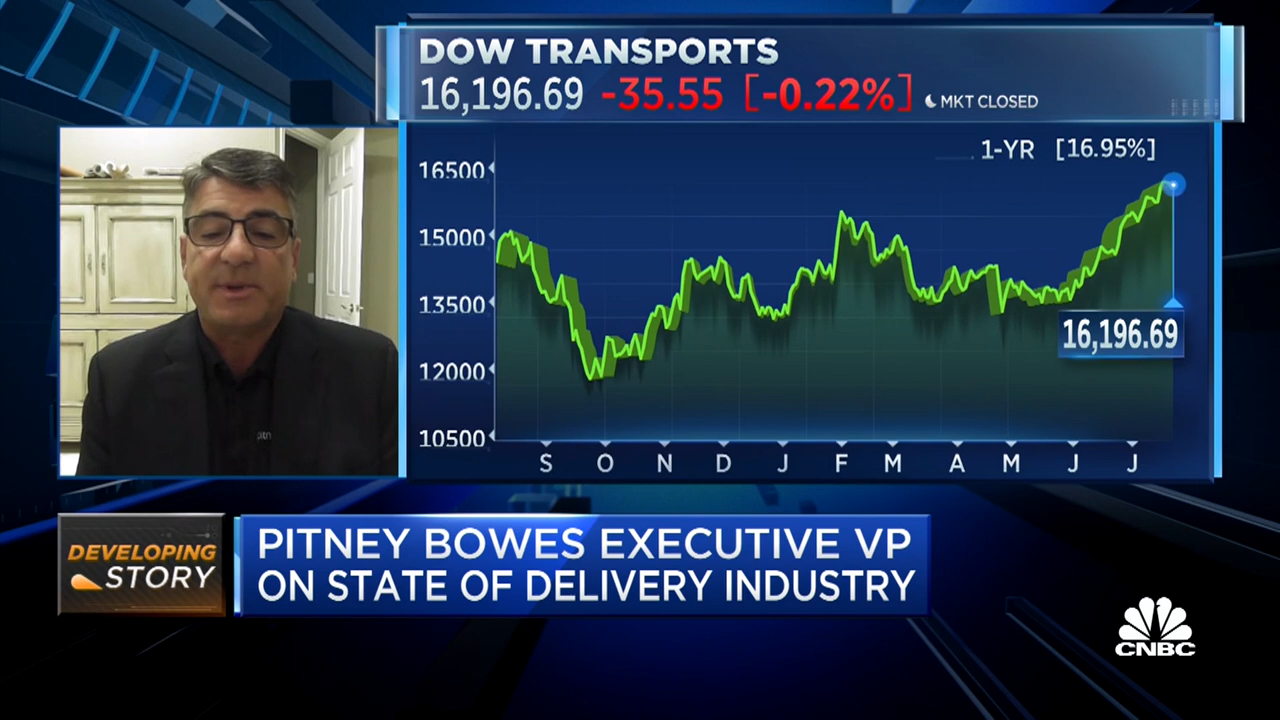 DOW TRANSPORTS
16,196.69 -35.55 [-0.22%] MKT CLOSED
1-YR [16.95%]
16500
15000
13500
12000
10500
16,196.69
S O N D J F M A M J J
DEVELOPING
STORY
PITNEY BOWES EXECUTIVE VP
ON STATE OF DELIVERY INDUSTRY
CNBC